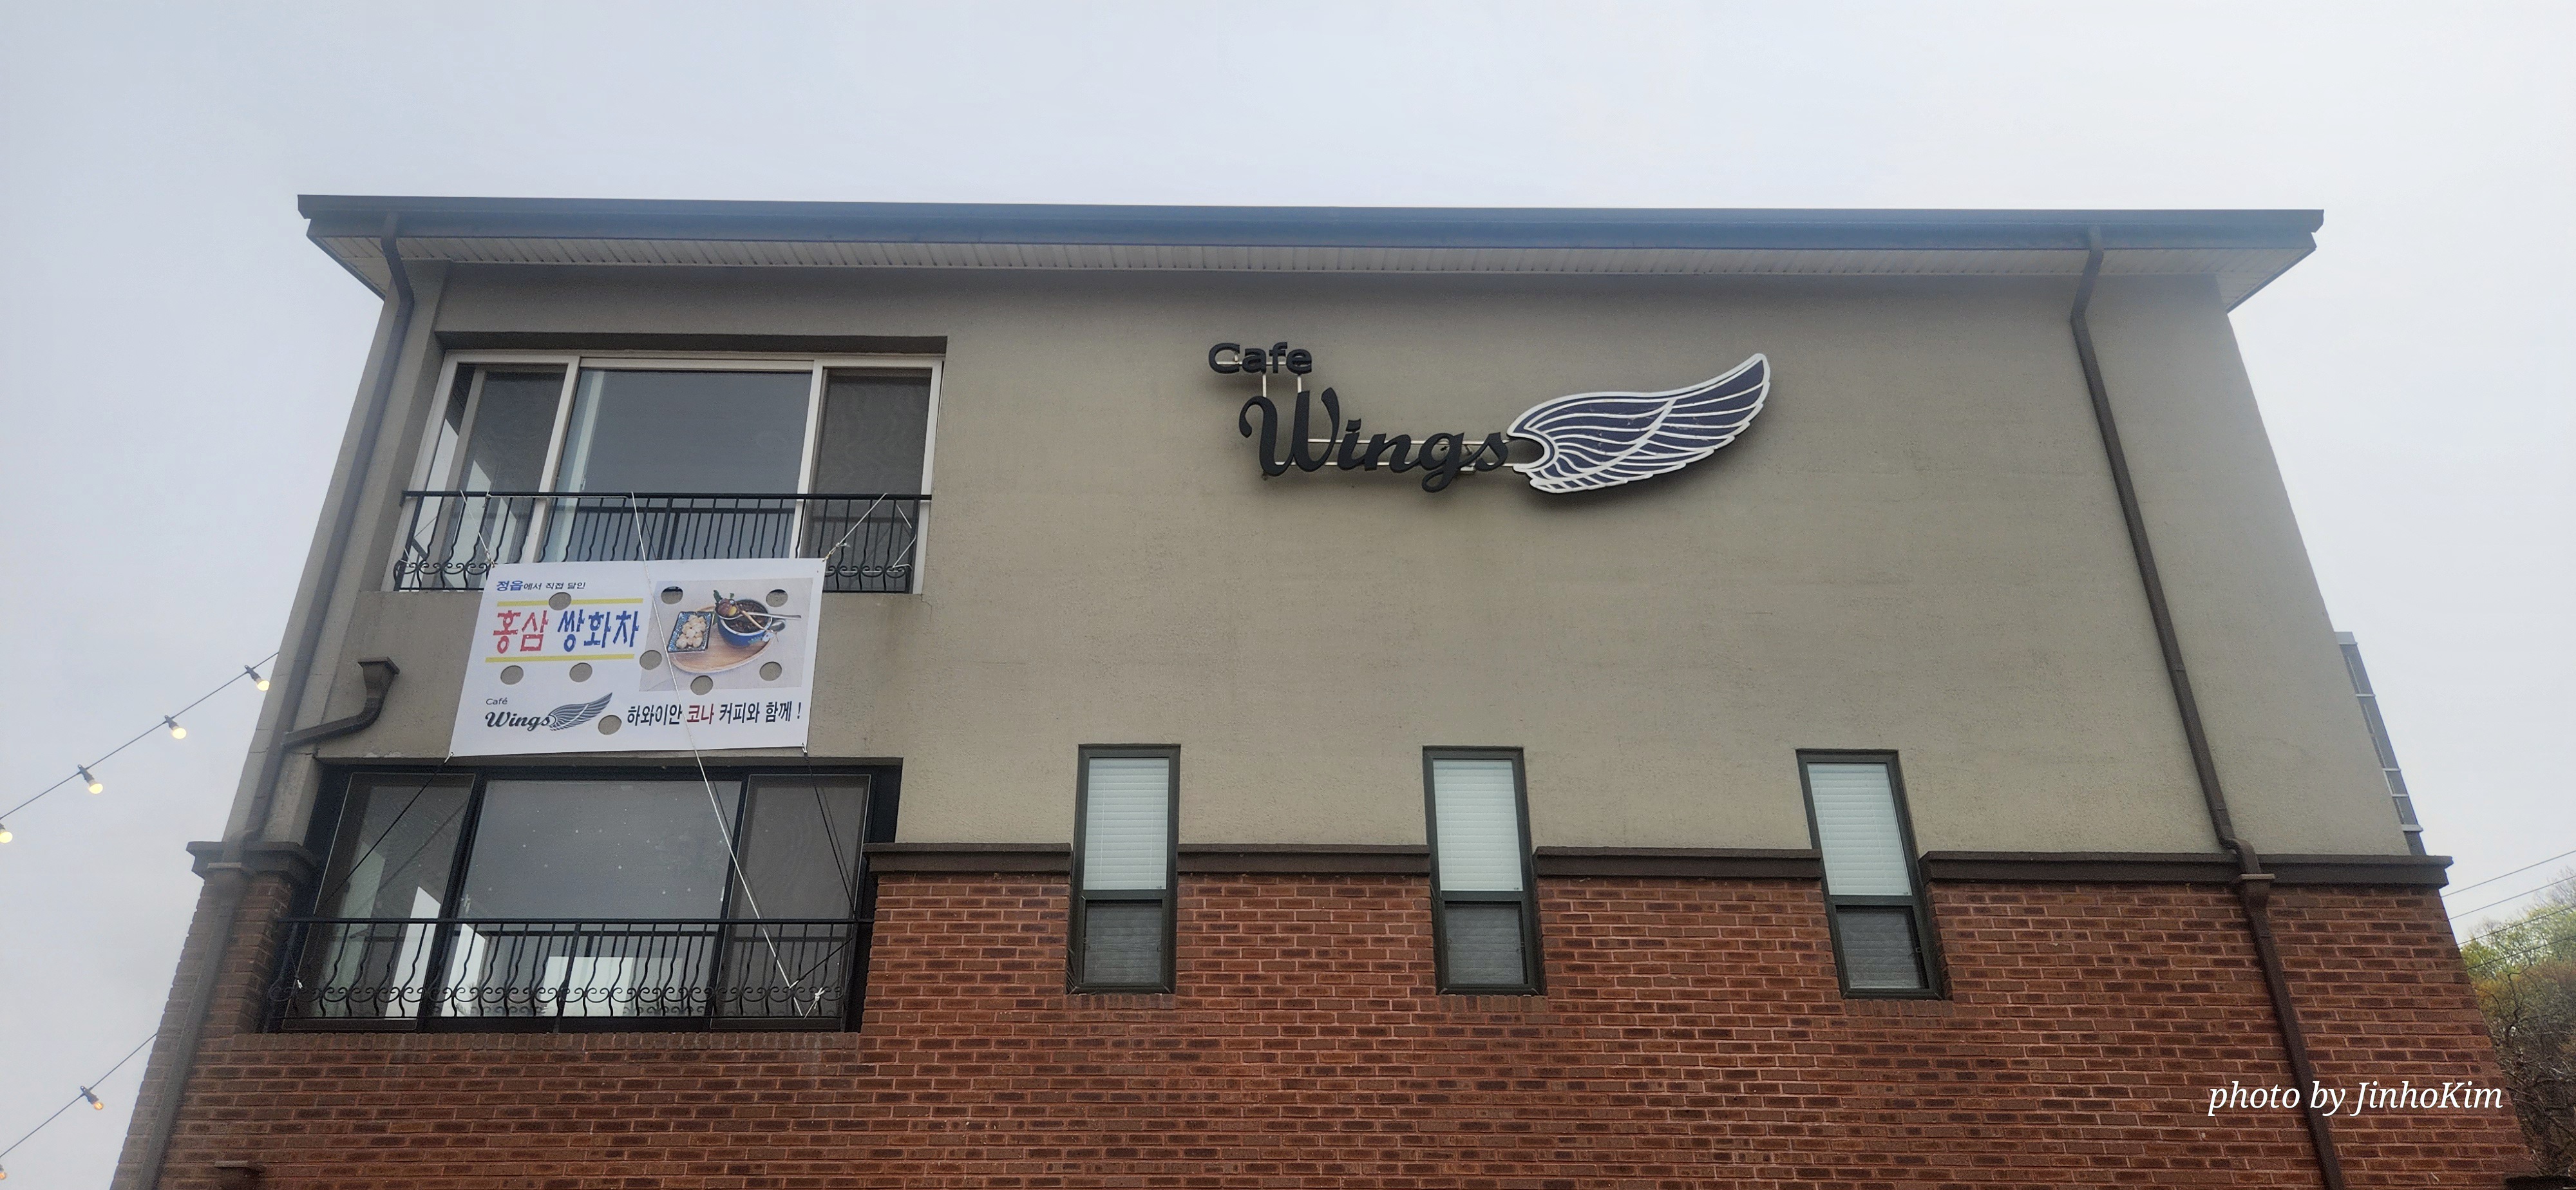 Cafe
Wings
정읍에서 직접 달인
홍삼 쌍화차
Café
Wings
하와이안 코나 커피와 함께 !
photo by JinhoKim